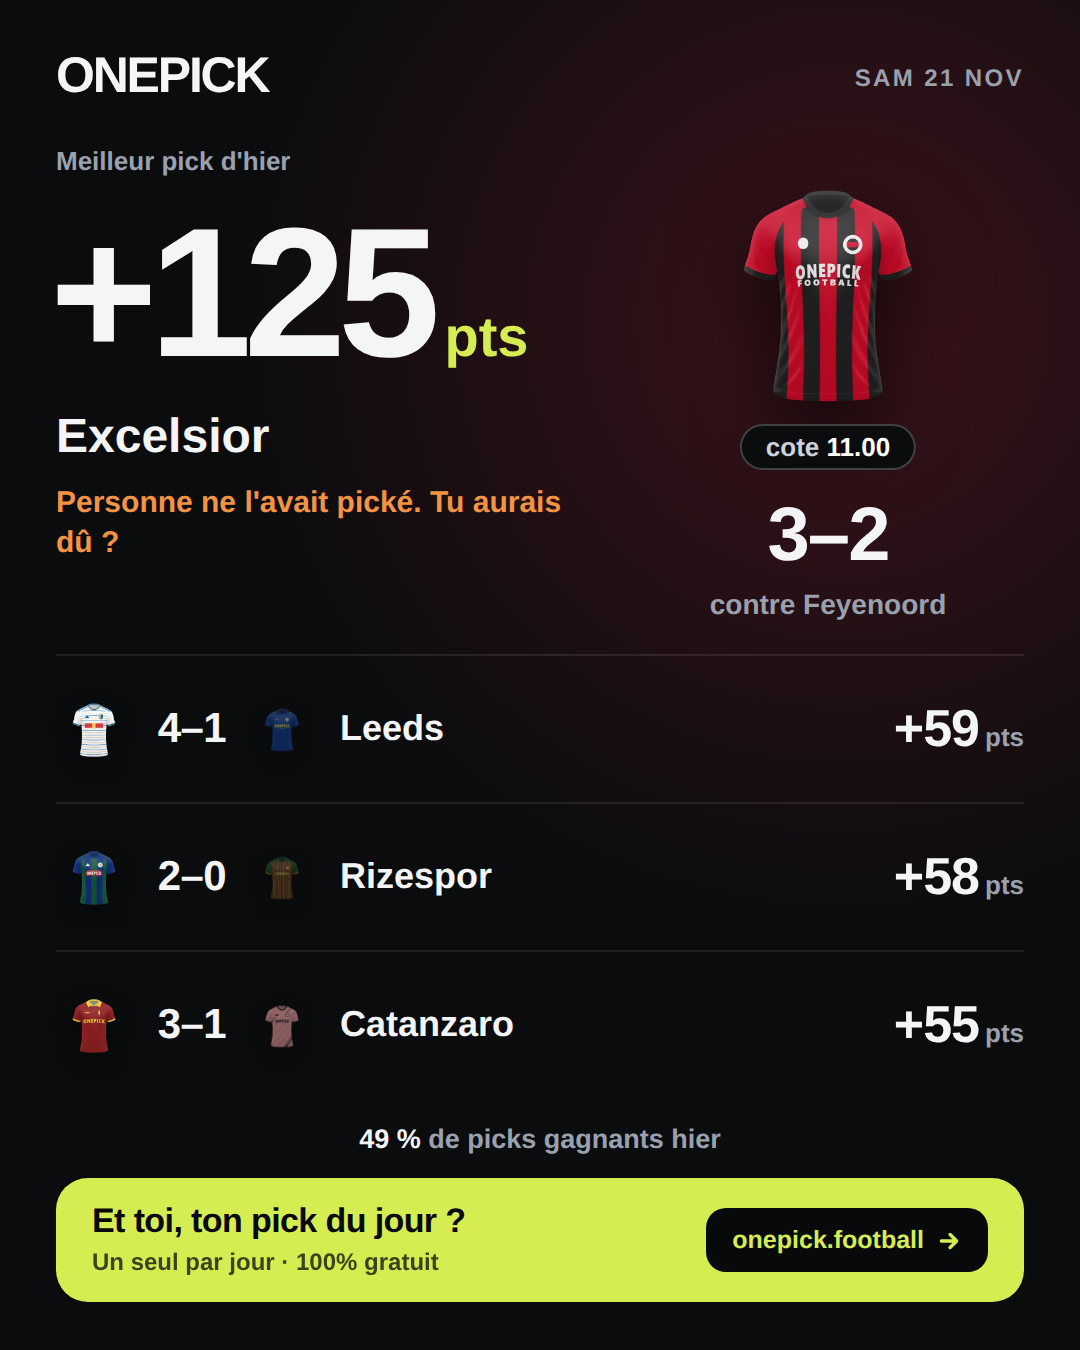 ONEPICK
SAM 21 NOV
Meilleur pick d'hier
+125 pts
Excelsior
Personne ne l'avait pické. Tu aurais
dû ?
ONEPICK
FOOTBALL
cote 11.00
3–2
contre Feyenoord
4–1 Leeds +59 pts
2–0 Rizespor +58 pts
3–1 Catanzaro +55 pts
49 % de picks gagnants hier
Et toi, ton pick du jour ?
Un seul par jour · 100% gratuit
onepick.football →